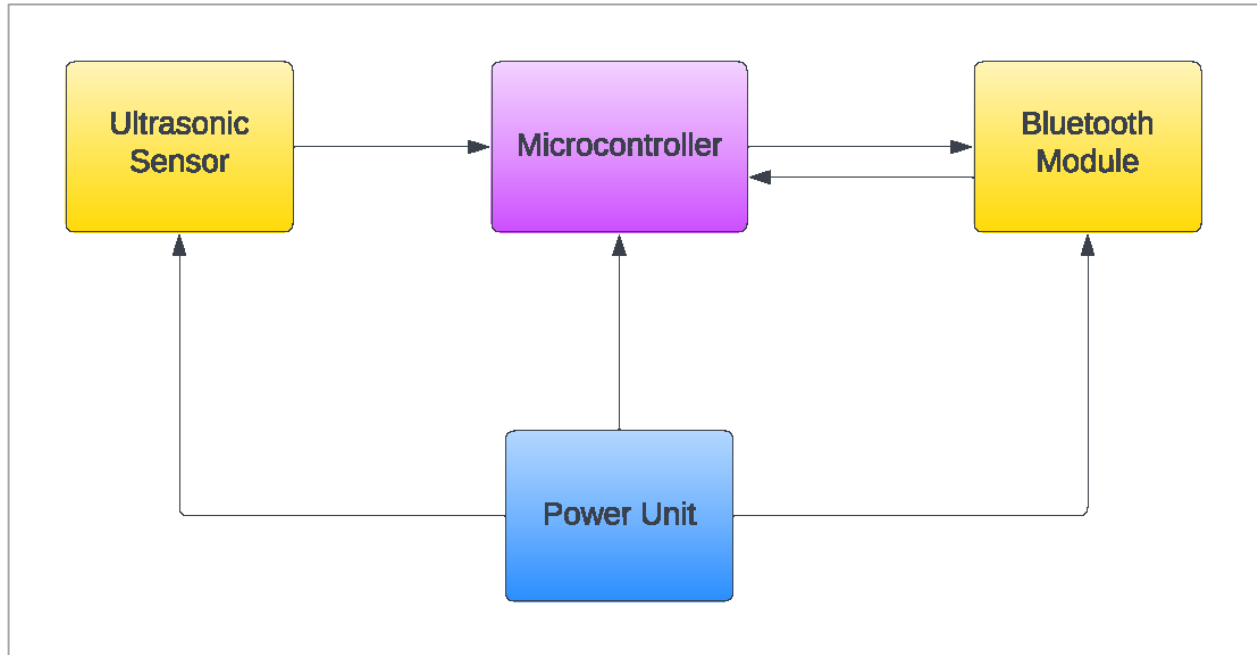 Ultrasonic
Sensor
Microcontroller
Bluetooth
Module
Power Unit